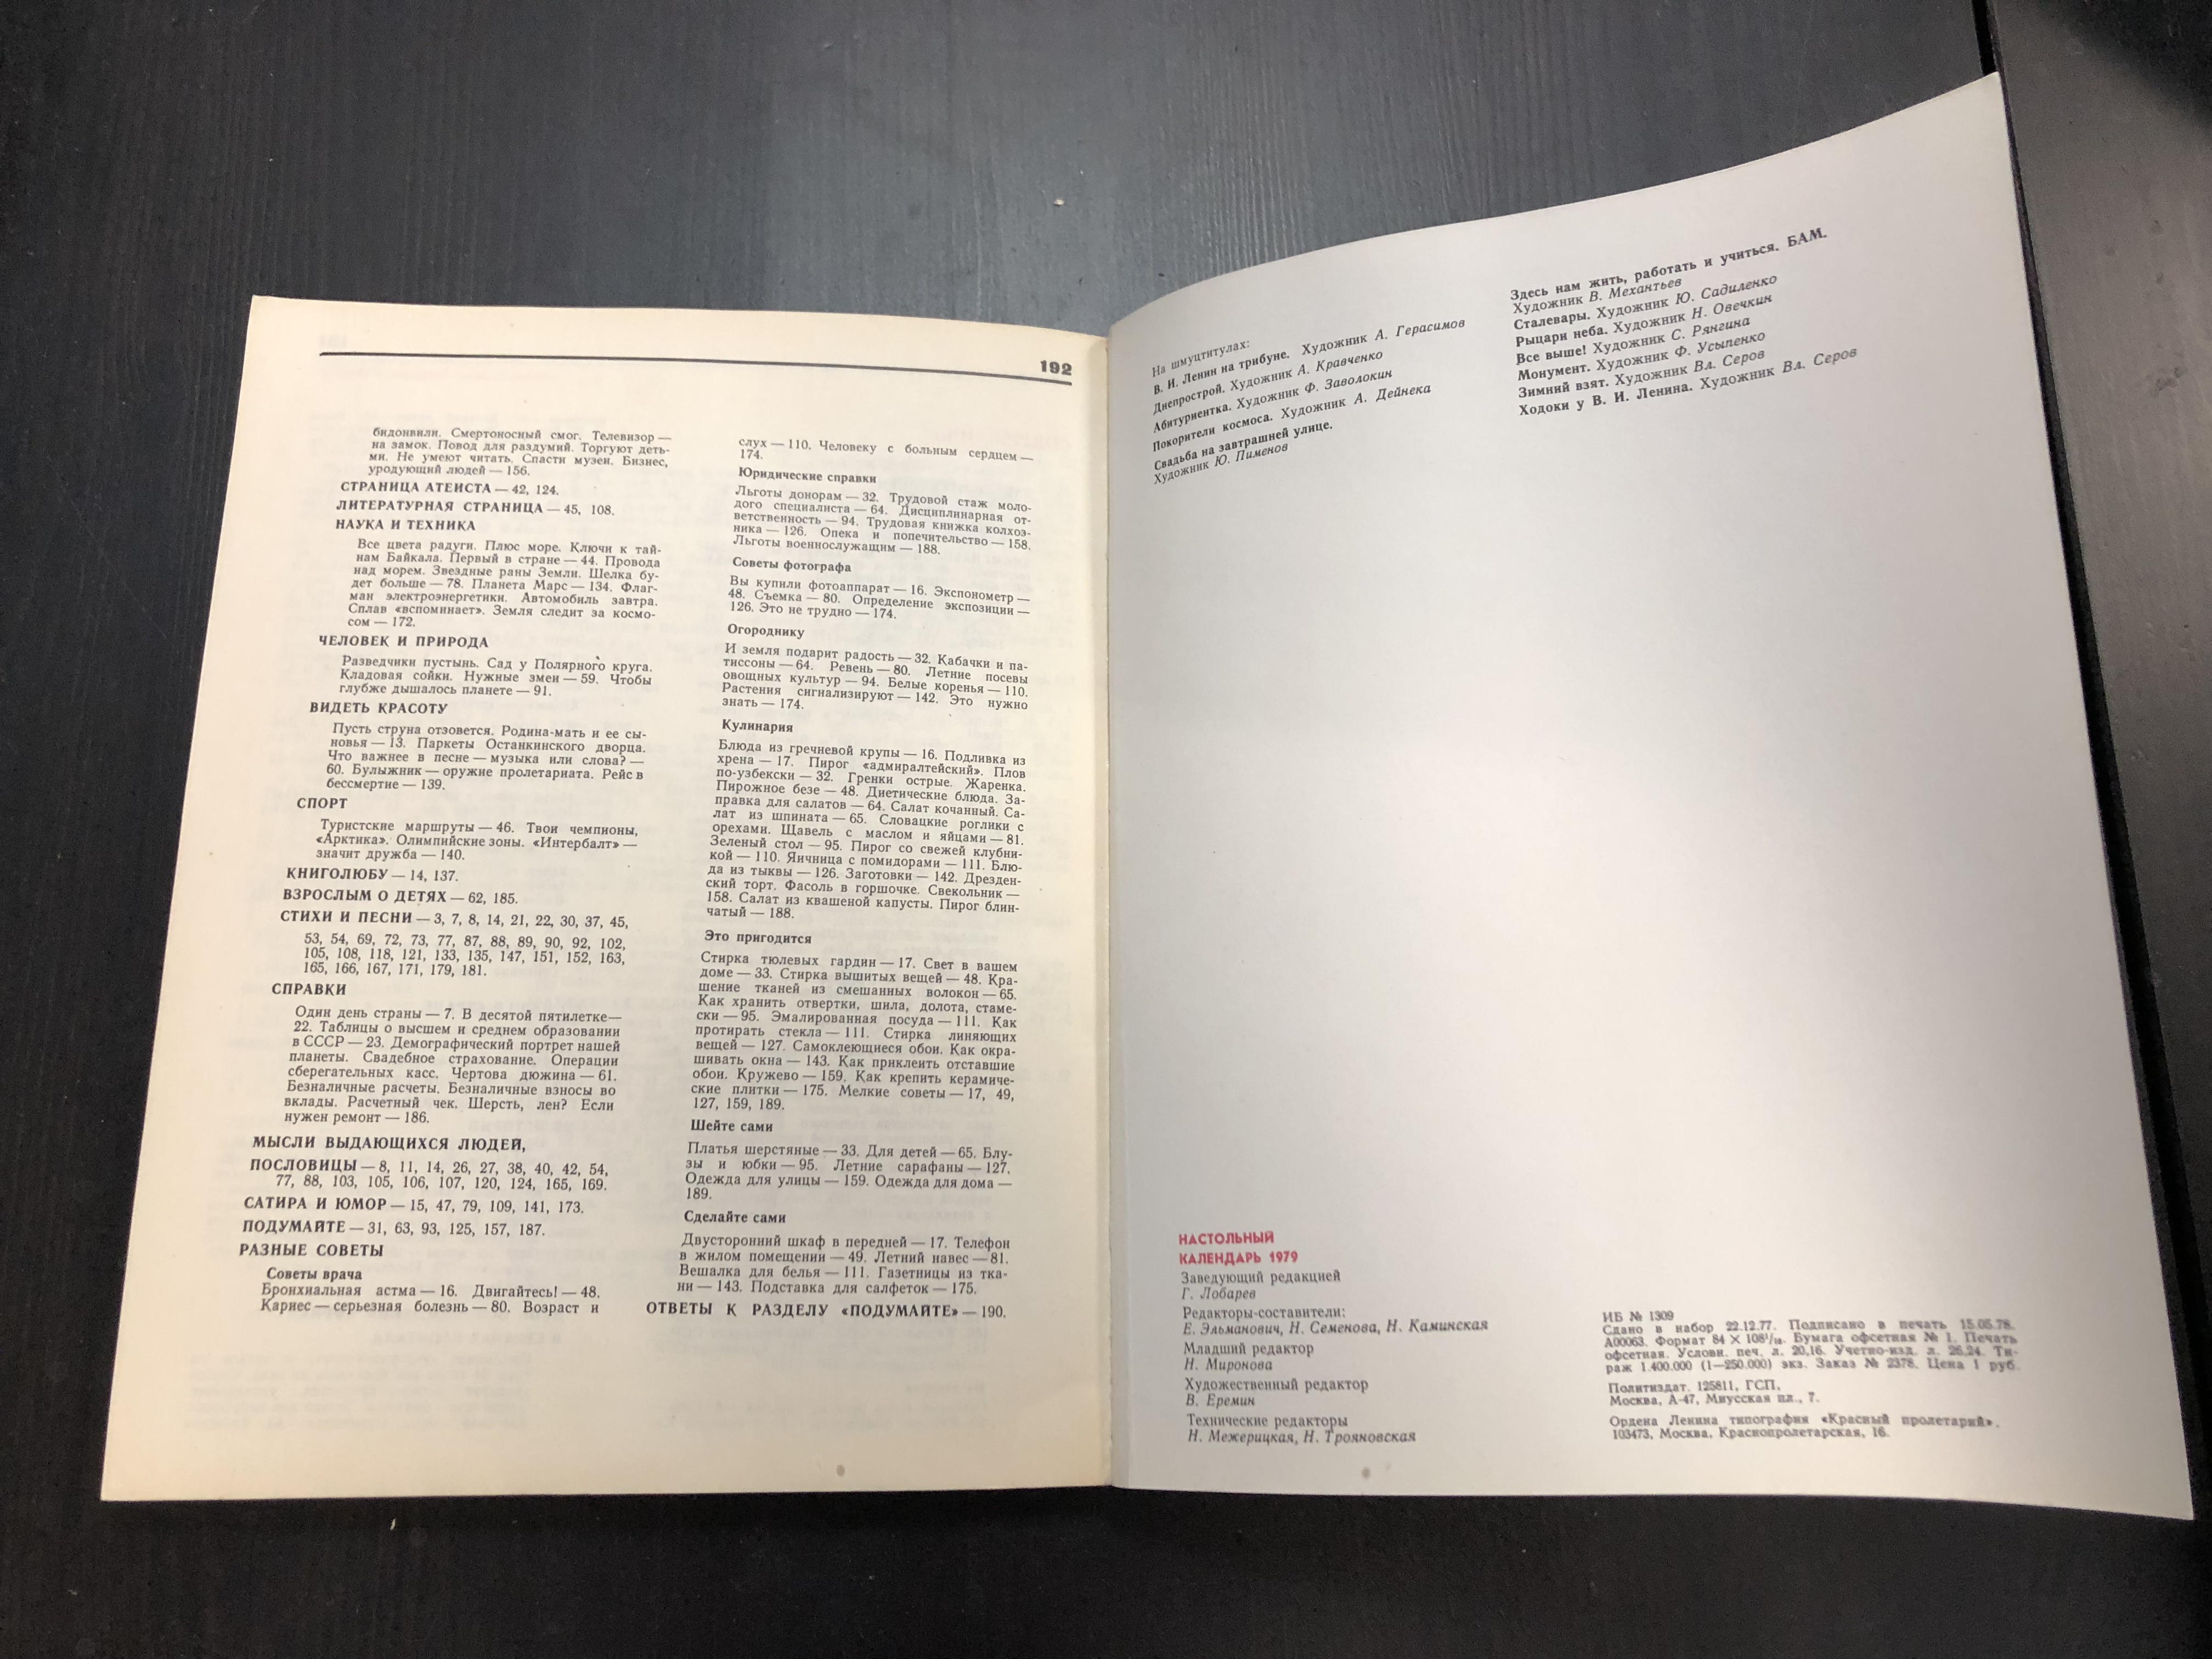 192
бидонвили. Смертоносный смог. Телевизор —
на замок. Повод для раздумий. Торгуют деть-
ми. Не умеют читать. Спасти музеи. Бизнес,
уродующий людей — 156.
СТРАНИЦА АТЕИСТА — 42, 124.
ЛИТЕРАТУРНАЯ СТРАНИЦА — 45, 108.
НАУКА И ТЕХНИКА
Все цвета радуги. Плюс море. Ключи к тай-
нам Байкала. Первый в стране — 44. Провода
над морем. Звездные раны Земли. Шелка бу-
дет больше — 78. Планета Марс — 134. Флаг-
ман электроэнергетики. Автомобиль завтра.
Сплав «вспоминает». Земля следит за космо-
сом — 172.
ЧЕЛОВЕК И ПРИРОДА
Разведчики пустынь. Сад у Полярного круга.
Кладовая сойки. Нужные змеи — 59. Чтобы
глубже дышалось планете — 91.
ВИДЕТЬ КРАСОТУ
Пусть струна отзовется. Родина-мать и ее сы-
новья — 13. Паркеты Останкинского дворца.
Что важнее в песне — музыка или слова? —
60. Булыжник — оружие пролетариата. Рейс в
бессмертие — 139.
СПОРТ
Туристские маршруты — 46. Твои чемпионы,
«Арктика». Олимпийские зоны. «Интербалт» —
значит дружба — 140.
КНИГОЛЮБУ — 14, 137.
ВЗРОСЛЫМ О ДЕТЯХ — 62, 185.
СТИХИ И ПЕСНИ — 3, 7, 8, 14, 21, 22, 30, 37, 45,
53, 54, 69, 72, 73, 77, 87, 88, 89, 90, 92, 102,
105, 108, 118, 121, 133, 135, 147, 151, 152, 163,
165, 166, 167, 171, 179, 181.
СПРАВКИ
Один день страны — 7. В десятой пятилетке—
22. Таблицы о высшем и среднем образовании
в СССР — 23. Демографический портрет нашей
планеты. Свадебное страхование. Операции
сберегательных касс. Чертова дюжина — 61.
Безналичные расчеты. Безналичные взносы во
вклады. Расчетный чек. Шерсть, лен? Если
нужен ремонт — 186.
МЫСЛИ ВЫДАЮЩИХСЯ ЛЮДЕЙ,
ПОСЛОВИЦЫ — 8, 11, 14, 26, 27, 38, 40, 42, 54,
77, 88, 103, 105, 106, 107, 120, 124, 165, 169.
САТИРА И ЮМОР — 15, 47, 79, 109, 141, 173.
ПОДУМАЙТЕ — 31, 63, 93, 125, 157, 187.
РАЗНЫЕ СОВЕТЫ
Советы врача
Бронхиальная астма — 16. Двигайтесь! — 48.
Кариес — серьезная болезнь — 80. Возраст и
слух — 110. Человеку с больным сердцем —
174.
Юридические справки
Льготы донорам — 32. Трудовой стаж моло-
дого специалиста — 64. Дисциплинарная от-
ветственность — 94. Трудовая книжка колхоз-
ника — 126. Опека и попечительство — 158.
Льготы военнослужащим — 188.
Советы фотографа
Вы купили фотоаппарат — 16. Экспонометр —
48. Съемка — 80. Определение экспозиции —
126. Это не трудно — 174.
Огороднику
И земля подарит радость — 32. Кабачки и па-
тиссоны — 64. Ревень — 80. Летние посевы
овощных культур — 94. Белые коренья — 110.
Растения сигнализируют — 142. Это нужно
знать — 174.
Кулинария
Блюда из гречневой крупы — 16. Подливка из
хрена — 17. Пирог «адмиралтейский». Плов
по-узбекски — 32. Гренки острые. Жаренка.
Пирожное безе — 48. Диетические блюда. За-
правка для салатов — 64. Салат кочанный. Са-
лат из шпината — 65. Словацкие роглики с
орехами. Щавель с маслом и яйцами — 81.
Зеленый стол — 95. Пирог со свежей клубни-
кой — 110. Яичница с помидорами — 111. Блю-
да из тыквы — 126. Заготовки — 142. Дрезден-
ский торт. Фасоль в горшочке. Свекольник —
158. Салат из квашеной капусты. Пирог блин-
чатый — 188.
Это пригодится
Стирка тюлевых гардин — 17. Свет в вашем
доме — 33. Стирка вышитых вещей — 48. Кра-
шение тканей из смешанных волокон — 65.
Как хранить отвертки, шила, долота, стаме-
ски — 95. Эмалированная посуда — 111. Как
протирать стекла — 111. Стирка линяющих
вещей — 127. Самоклеющиеся обои. Как окра-
шивать окна — 143. Как приклеить отставшие
обои. Кружево — 159. Как крепить керамиче-
ские плитки — 175. Мелкие советы — 17, 49,
127, 159, 189.
Шейте сами
Платья шерстяные — 33. Для детей — 65. Блу-
зы и юбки — 95. Летние сарафаны — 127.
Одежда для улицы — 159. Одежда для дома —
189.
Сделайте сами
Двусторонний шкаф в передней — 17. Телефон
в жилом помещении — 49. Летний навес — 81.
Вешалка для белья — 111. Газетницы из тка-
ни — 143. Подставка для салфеток — 175.
ОТВЕТЫ К РАЗДЕЛУ «ПОДУМАЙТЕ» — 190.
На шмуцтитулах:
В. И. Ленин на трибуне. Художник А. Герасимов
Днепрострой. Художник А. Кравченко
Абитуриентка. Художник Ф. Заволокин
Покорители космоса. Художник А. Дейнека
Свадьба на завтрашней улице.
Художник Ю. Пименов
Здесь нам жить, работать и учиться. БАМ.
Художник В. Механтьев
Сталевары. Художник Ю. Садиленко
Рыцари неба. Художник Н. Овечкин
Все выше! Художник С. Рянгина
Монумент. Художник Ф. Усыпенко
Зимний взят. Художник Вл. Серов
Ходоки у В. И. Ленина. Художник Вл. Серов
НАСТОЛЬНЫЙ
КАЛЕНДАРЬ 1979
Заведующий редакцией
Г. Лобарев
Редакторы-составители:
Е. Эльманович, Н. Семенова, Н. Каминская
Младший редактор
Н. Миронова
Художественный редактор
В. Еремин
Технические редакторы
Н. Межерицкая, Н. Трояновская
ИБ № 1309
Сдано в набор 22.12.77. Подписано в печать 15.05.78.
А00063. Формат 84 × 108¹/₁₆. Бумага офсетная № 1. Печать
офсетная. Условн. печ. л. 20,16. Учетно-изд. л. 26,24. Ти-
раж 1.400.000 (1—250.000) экз. Заказ № 2378. Цена 1 руб.
Политиздат. 125811, ГСП,
Москва, А-47, Миусская пл., 7.
Ордена Ленина типография «Красный пролетарий».
103473, Москва, Краснопролетарская, 16.